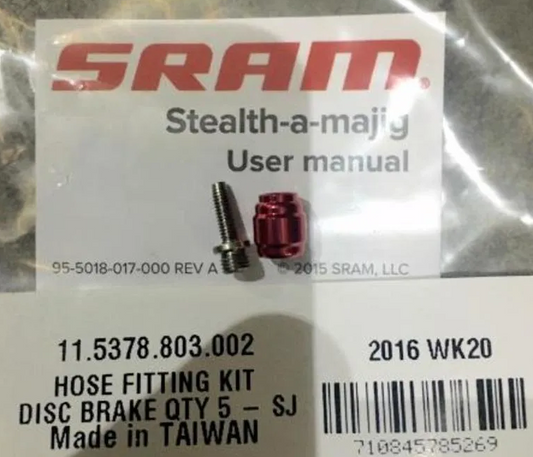 SRAM®
Stealth-a-majig
User manual
95-5018-017-000 REV A © 2015 SRAM, LLC
11.5378.803.002
2016 WK20
HOSE FITTING KIT
DISC BRAKE QTY 5 – SJ
Made in TAIWAN
710845785269